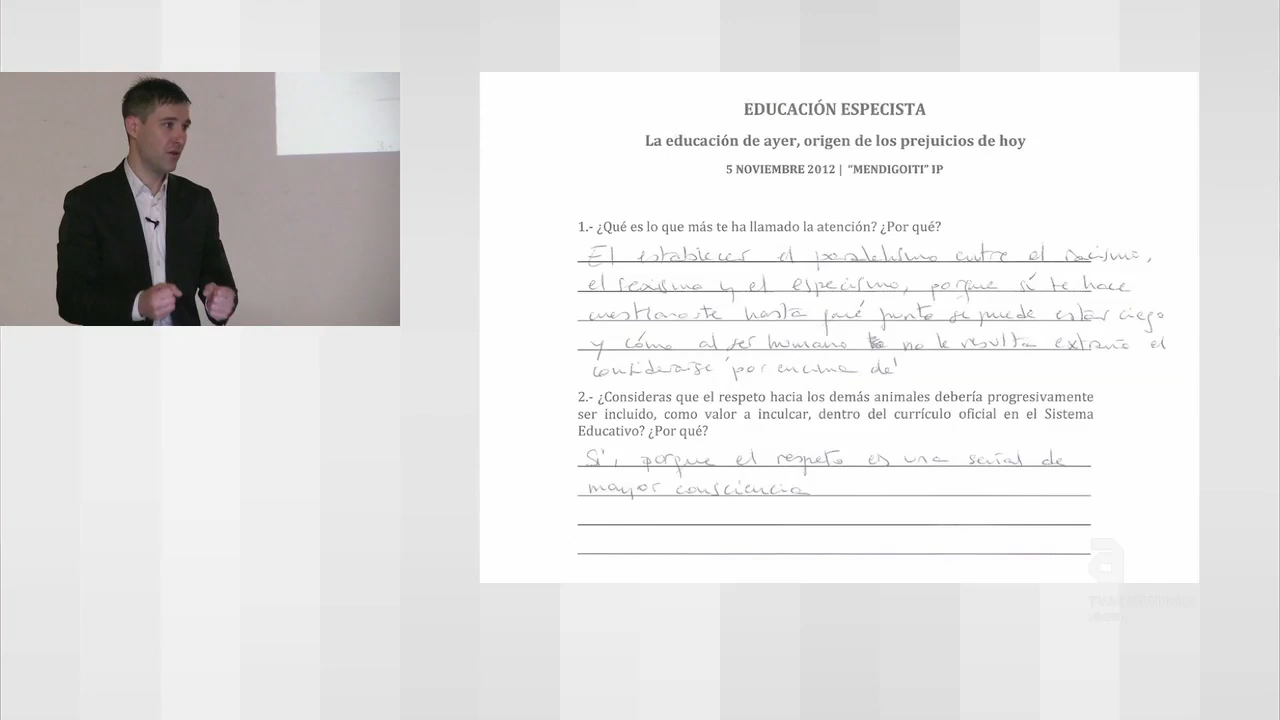 EDUCACIÓN ESPECISTA
La educación de ayer, origen de los prejuicios de hoy
5 NOVIEMBRE 2012 | "MENDIGOITI" IP
1.- ¿Qué es lo que más te ha llamado la atención? ¿Por qué?
El establecer el paralelismo entre el racismo,
el sexismo y el especismo, porque sí te hace
cuestionarte hasta qué punto se puede estar ciego
y cómo al ser humano no le resulta extraño el
considerarse 'por encima de'
2.- ¿Consideras que el respeto hacia los demás animales debería progresivamente
ser incluido, como valor a inculcar, dentro del currículo oficial en el Sistema
Educativo? ¿Por qué?
Sí, porque el respeto es una señal de
mayor consciencia